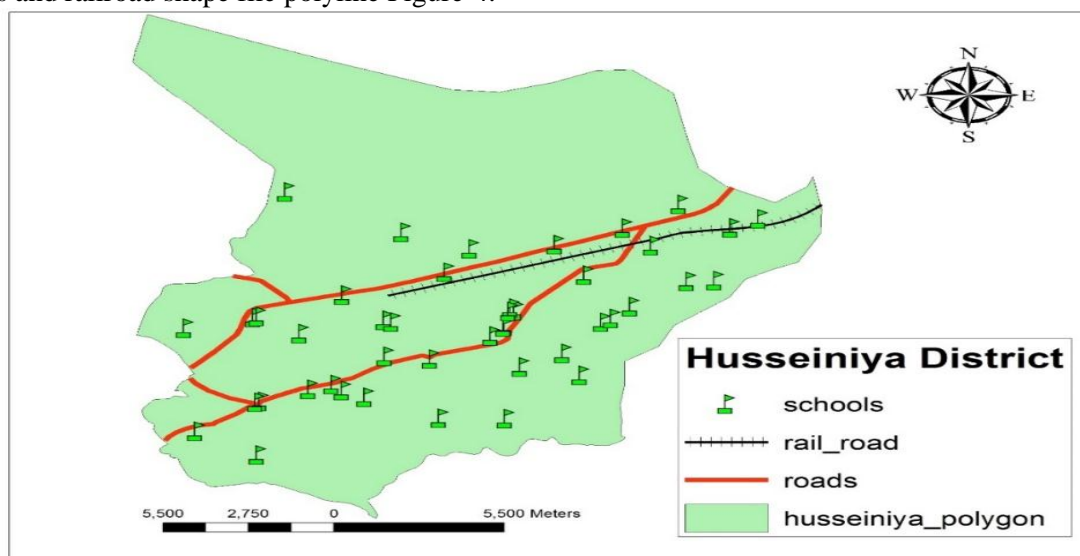 and railroad shape file polyline Figure 4.
N
W E
S
Husseiniya District
schools
rail_road
roads
husseiniya_polygon
5,500 2,750 0 5,500 Meters